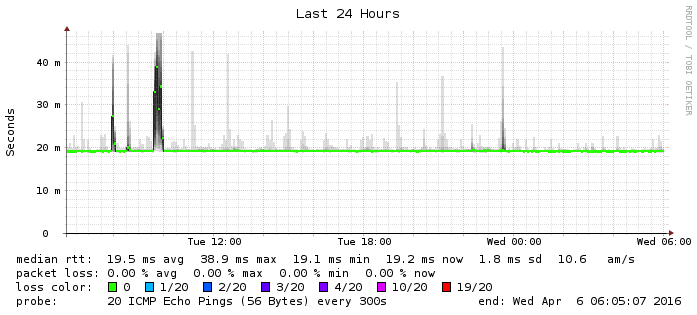 Last 24 Hours
RRDTOOL / TOBI OETIKER
Seconds
40 m
30 m
20 m
10 m
0
Tue 12:00 Tue 18:00 Wed 00:00 Wed 06:00
median rtt: 19.5 ms avg 38.9 ms max 19.1 ms min 19.2 ms now 1.8 ms sd 10.6 am/s
packet loss: 0.00 % avg 0.00 % max 0.00 % min 0.00 % now
loss color: 0 1/20 2/20 3/20 4/20 10/20 19/20
probe: 20 ICMP Echo Pings (56 Bytes) every 300s end: Wed Apr 6 06:05:07 2016